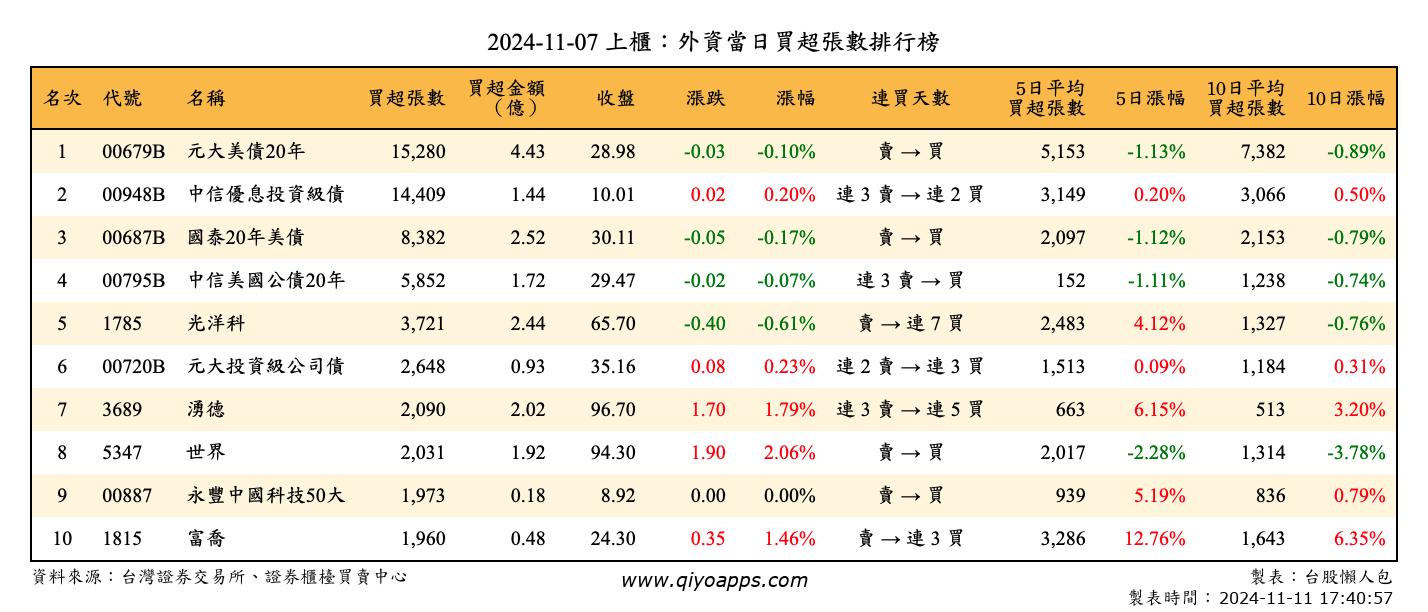 2024-11-07 上櫃：外資當日買超張數排行榜
名次 代號 名稱 買超張數 買超金額（億） 收盤 漲跌 漲幅 連買天數 5日平均買超張數 5日漲幅 10日平均買超張數 10日漲幅
1 00679B 元大美債20年 15,280 4.43 28.98 -0.03 -0.10% 賣 → 買 5,153 -1.13% 7,382 -0.89%
2 00948B 中信優息投資級債 14,409 1.44 10.01 0.02 0.20% 連 3 賣 → 連 2 買 3,149 0.20% 3,066 0.50%
3 00687B 國泰20年美債 8,382 2.52 30.11 -0.05 -0.17% 賣 → 買 2,097 -1.12% 2,153 -0.79%
4 00795B 中信美國公債20年 5,852 1.72 29.47 -0.02 -0.07% 連 3 賣 → 買 152 -1.11% 1,238 -0.74%
5 1785 光洋科 3,721 2.44 65.70 -0.40 -0.61% 賣 → 連 7 買 2,483 4.12% 1,327 -0.76%
6 00720B 元大投資級公司債 2,648 0.93 35.16 0.08 0.23% 連 2 賣 → 連 3 買 1,513 0.09% 1,184 0.31%
7 3689 湧德 2,090 2.02 96.70 1.70 1.79% 連 3 賣 → 連 5 買 663 6.15% 513 3.20%
8 5347 世界 2,031 1.92 94.30 1.90 2.06% 賣 → 買 2,017 -2.28% 1,314 -3.78%
9 00887 永豐中國科技50大 1,973 0.18 8.92 0.00 0.00% 賣 → 買 939 5.19% 836 0.79%
10 1815 富喬 1,960 0.48 24.30 0.35 1.46% 賣 → 連 3 買 3,286 12.76% 1,643 6.35%
資料來源：台灣證券交易所、證券櫃檯買賣中心 www.qiyoapps.com 製表：台股懶人包
製表時間：2024-11-11 17:40:57